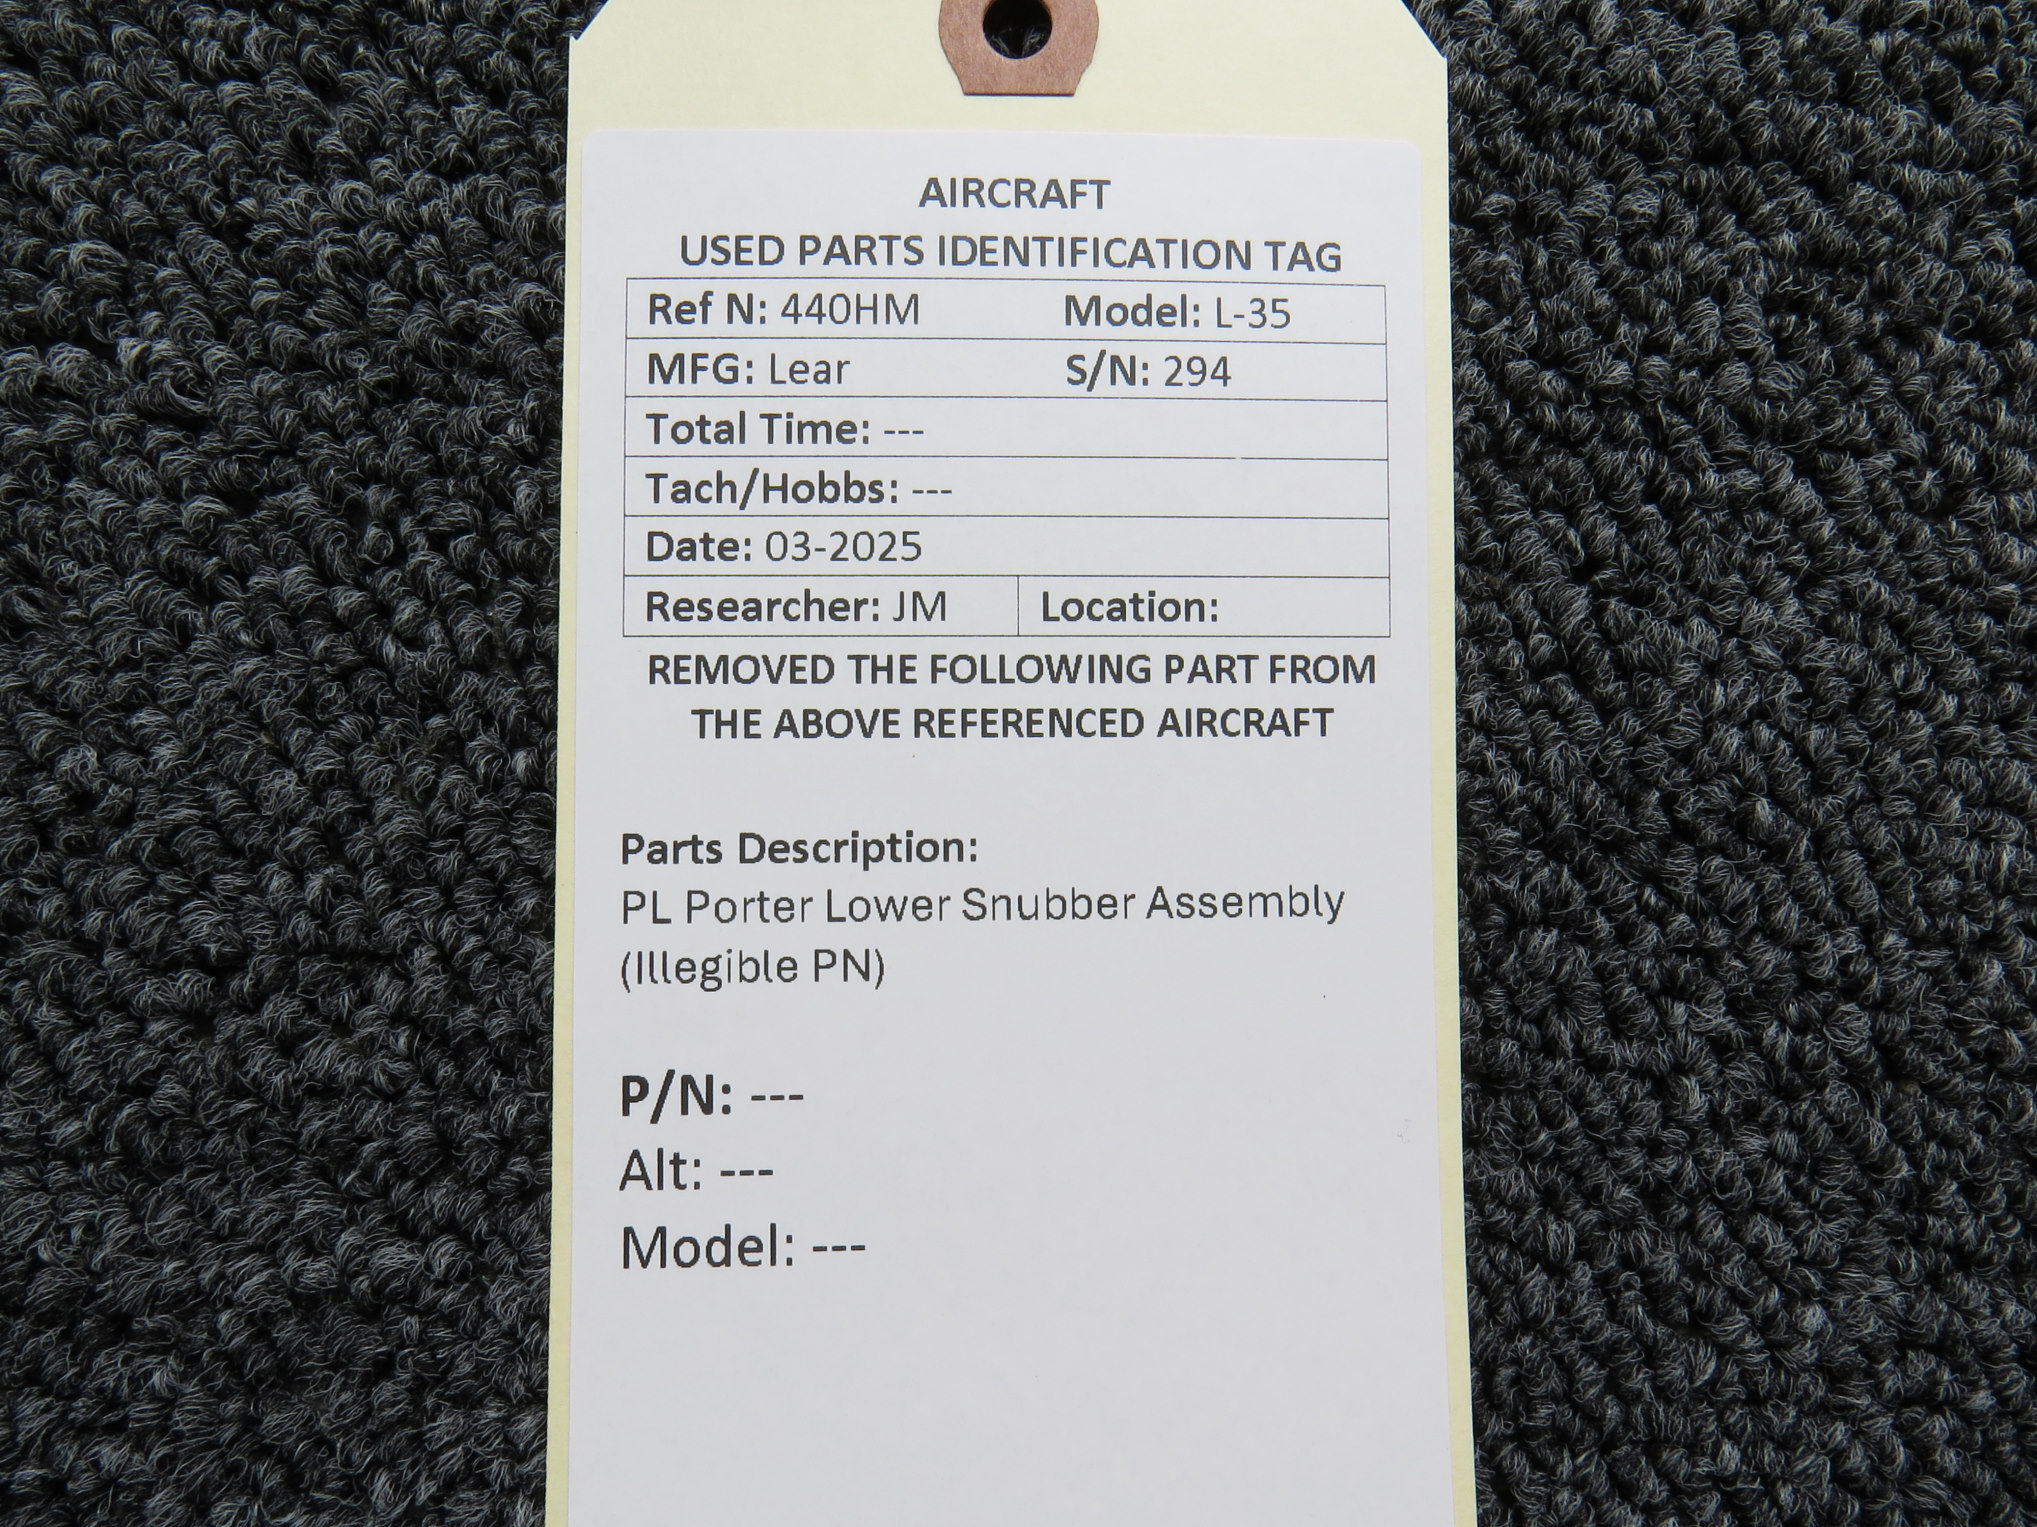 AIRCRAFT
USED PARTS IDENTIFICATION TAG
Ref N: 440HM Model: L-35
MFG: Lear S/N: 294
Total Time: ---
Tach/Hobbs: ---
Date: 03-2025
Researcher: JM Location:
REMOVED THE FOLLOWING PART FROM
THE ABOVE REFERENCED AIRCRAFT
Parts Description:
PL Porter Lower Snubber Assembly
(Illegible PN)
P/N: ---
Alt: ---
Model: ---